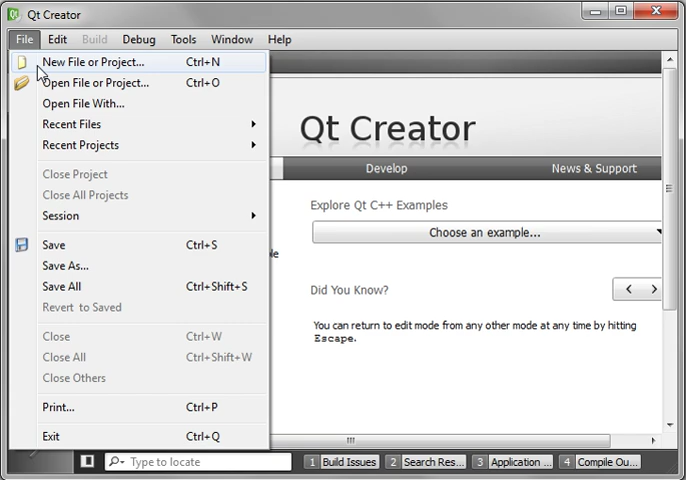 Qt Creator
File Edit Build Debug Tools Window Help
New File or Project... Ctrl+N
Open File or Project... Ctrl+O
Open File With...
Recent Files
Recent Projects
Close Project
Close All Projects
Session
Save Ctrl+S
Save As...
Save All Ctrl+Shift+S
Revert to Saved
Close Ctrl+W
Close All Ctrl+Shift+W
Close Others
Print... Ctrl+P
Exit Ctrl+Q
Qt Creator
Develop News & Support
Explore Qt C++ Examples
Choose an example...
Did You Know?
You can return to edit mode from any other mode at any time by hitting
Escape.
Type to locate 1 Build Issues 2 Search Res... 3 Application ... 4 Compile Ou...